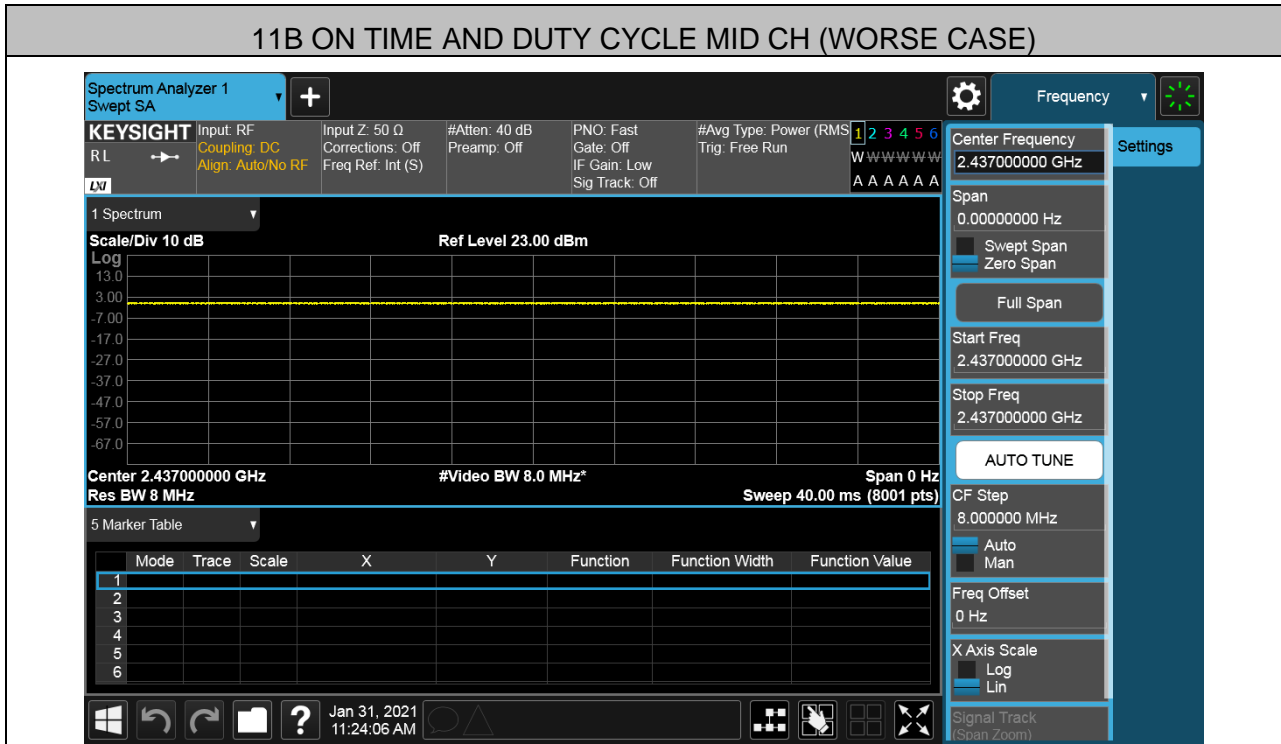 11B ON TIME AND DUTY CYCLE MID CH (WORSE CASE)
Spectrum Analyzer 1
Swept SA
+
Frequency
KEYSIGHT
RL
LXI
Input: RF
Coupling: DC
Align: Auto/No RF
Input Z: 50 Ω
Corrections: Off
Freq Ref: Int (S)
#Atten: 40 dB
Preamp: Off
PNO: Fast
Gate: Off
IF Gain: Low
Sig Track: Off
#Avg Type: Power (RMS
Trig: Free Run
1 2 3 4 5 6
W W W W W W
A A A A A A
1 Spectrum
Scale/Div 10 dB
Ref Level 23.00 dBm
Log
13.0
3.00
-7.00
-17.0
-27.0
-37.0
-47.0
-57.0
-67.0
Center 2.437000000 GHz
#Video BW 8.0 MHz*
Span 0 Hz
Res BW 8 MHz
Sweep 40.00 ms (8001 pts)
5 Marker Table
Mode Trace Scale X Y Function Function Width Function Value
1
2
3
4
5
6
?
Jan 31, 2021
11:24:06 AM
Center Frequency
2.437000000 GHz
Settings
Span
0.00000000 Hz
Swept Span
Zero Span
Full Span
Start Freq
2.437000000 GHz
Stop Freq
2.437000000 GHz
AUTO TUNE
CF Step
8.000000 MHz
Auto
Man
Freq Offset
0 Hz
X Axis Scale
Log
Lin
Signal Track
(Span Zoom)